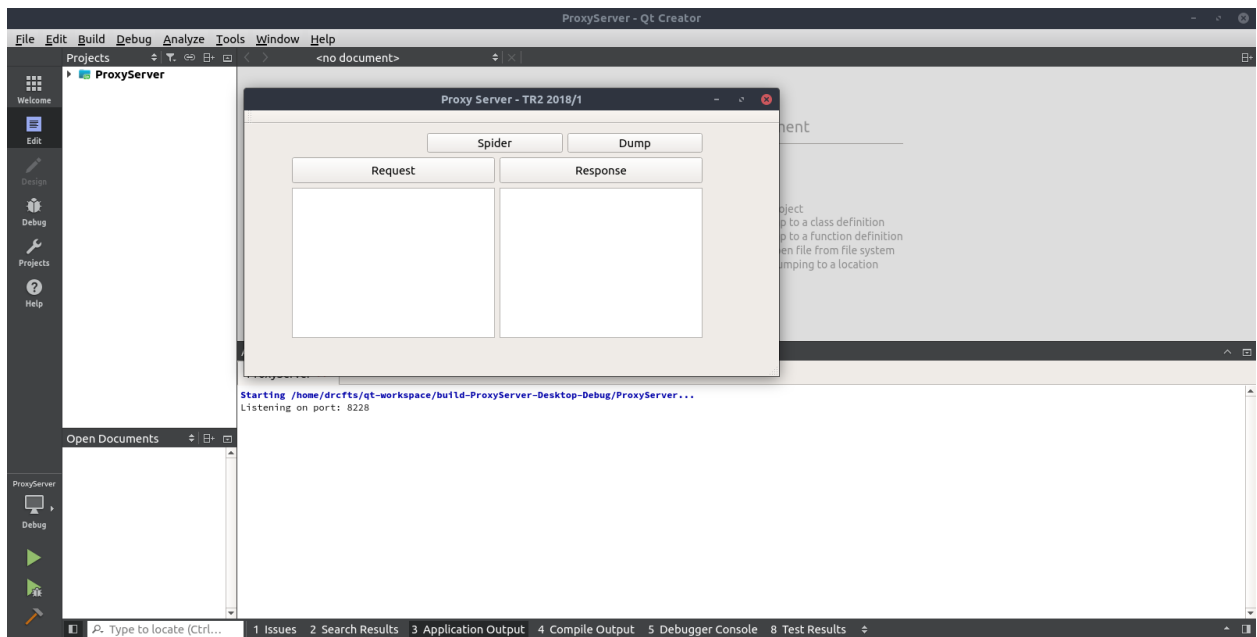 ProxyServer - Qt Creator
File Edit Build Debug Analyze Tools Window Help
Projects
<no document>
ProxyServer
Welcome
Edit
Design
Debug
Projects
Help
Proxy Server - TR2 2018/1
Spider Dump
Request Response
to a class definition
to a function definition
file from file system
to a location
Starting /home/drcfts/qt-workspace/build-ProxyServer-Desktop-Debug/ProxyServer...
Listening on port: 8228
Open Documents
ProxyServer
Debug
Type to locate (Ctrl...
1 Issues 2 Search Results 3 Application Output 4 Compile Output 5 Debugger Console 8 Test Results